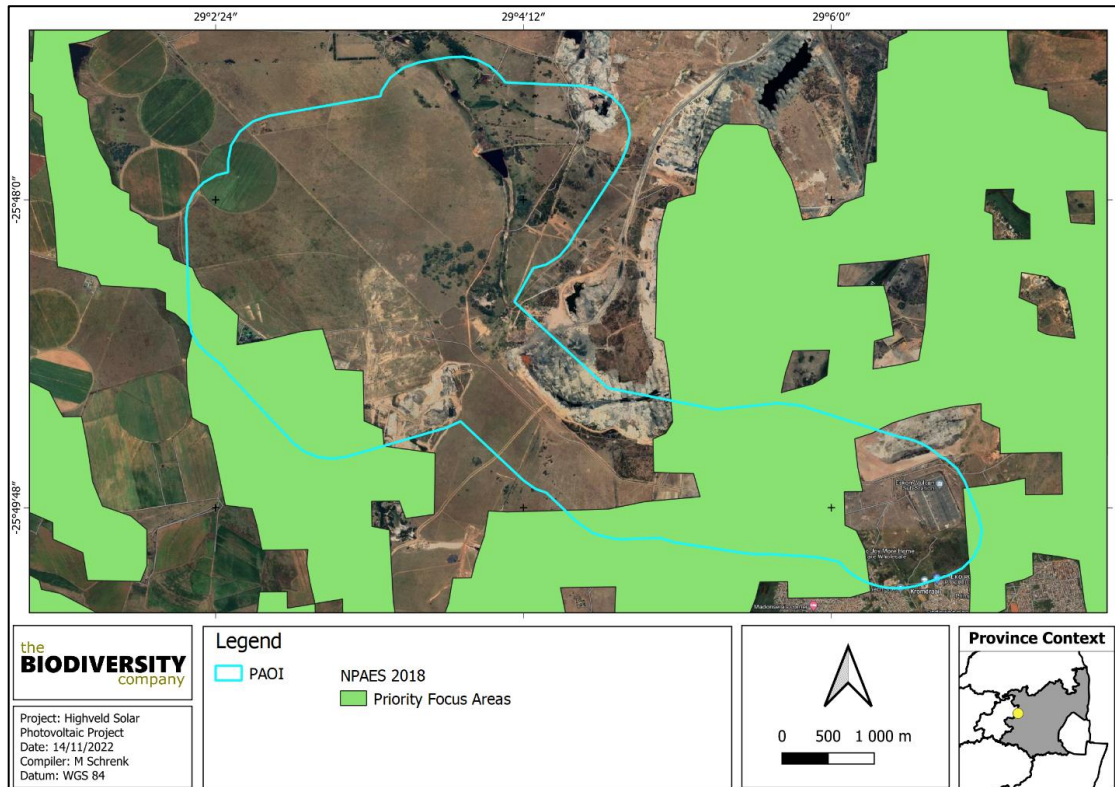 29°2′24″ 29°4′12″ 29°6′0″
-25°48′0″
-25°49′48″
Kromdraai
the
BIODIVERSITY
company
Project: Highveld Solar
Photovoltaic Project
Date: 14/11/2022
Compiler: M Schrenk
Datum: WGS 84
Legend
PAOI
NPAES 2018
Priority Focus Areas
0 500 1 000 m
Province Context